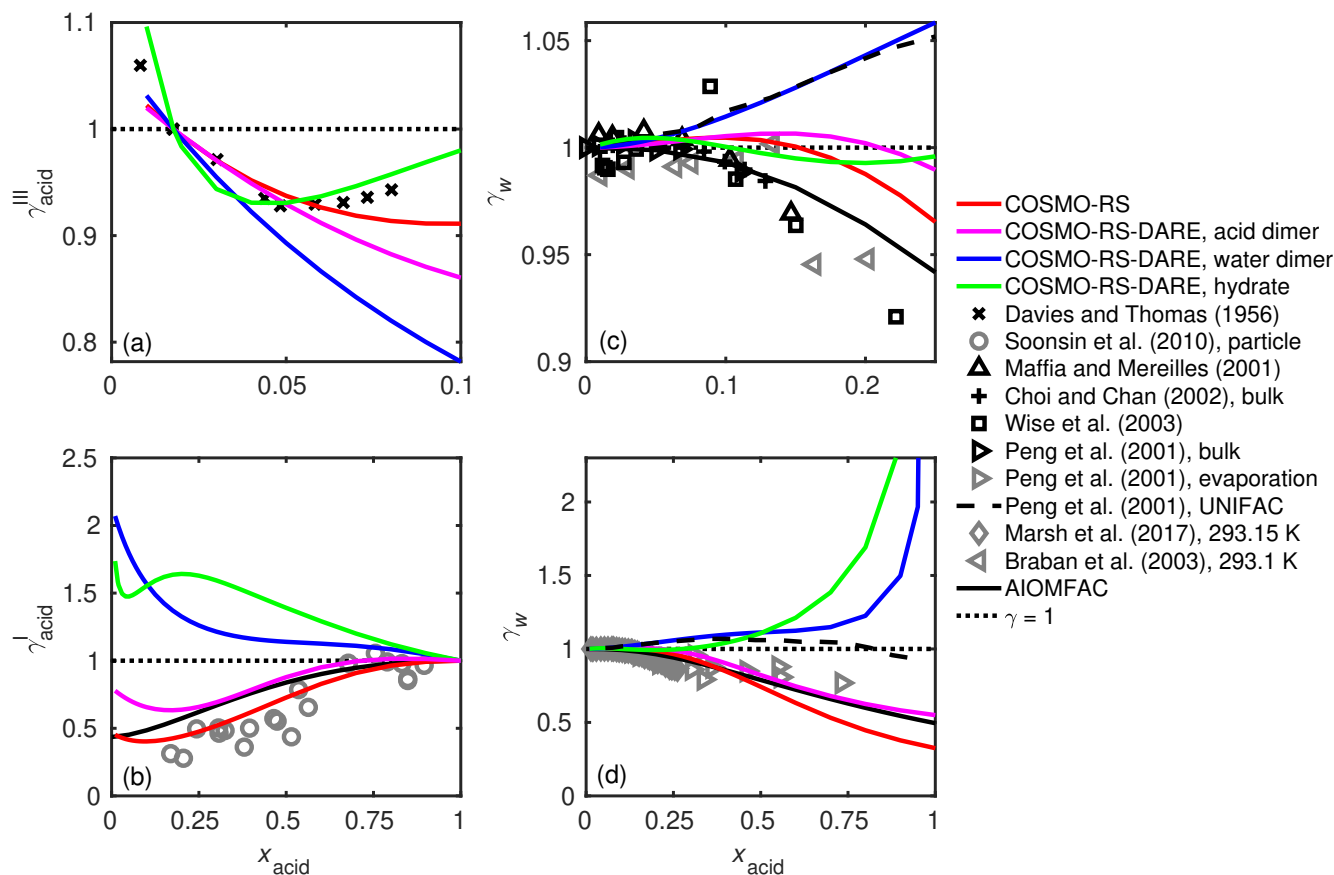 1.1
1
0.9
0.8
γ^III_acid
(a)
0
0.05
0.1
1.05
1
0.95
0.9
γ_w
(c)
0
0.1
0.2
2.5
2
1.5
1
0.5
0
γ^I_acid
(b)
0
0.25
0.5
0.75
1
x_acid
2
1.5
1
0.5
0
γ_w
(d)
0
0.25
0.5
0.75
1
x_acid
COSMO-RS
COSMO-RS-DARE, acid dimer
COSMO-RS-DARE, water dimer
COSMO-RS-DARE, hydrate
Davies and Thomas (1956)
Soonsin et al. (2010), particle
Maffia and Mereilles (2001)
Choi and Chan (2002), bulk
Wise et al. (2003)
Peng et al. (2001), bulk
Peng et al. (2001), evaporation
Peng et al. (2001), UNIFAC
Marsh et al. (2017), 293.15 K
Braban et al. (2003), 293.1 K
AIOMFAC
γ = 1